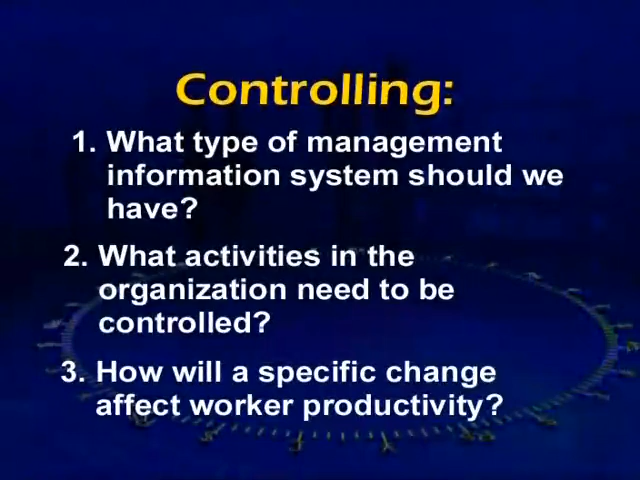 Controlling:
1. What type of management
information system should we
have?
2. What activities in the
organization need to be
controlled?
3. How will a specific change
affect worker productivity?